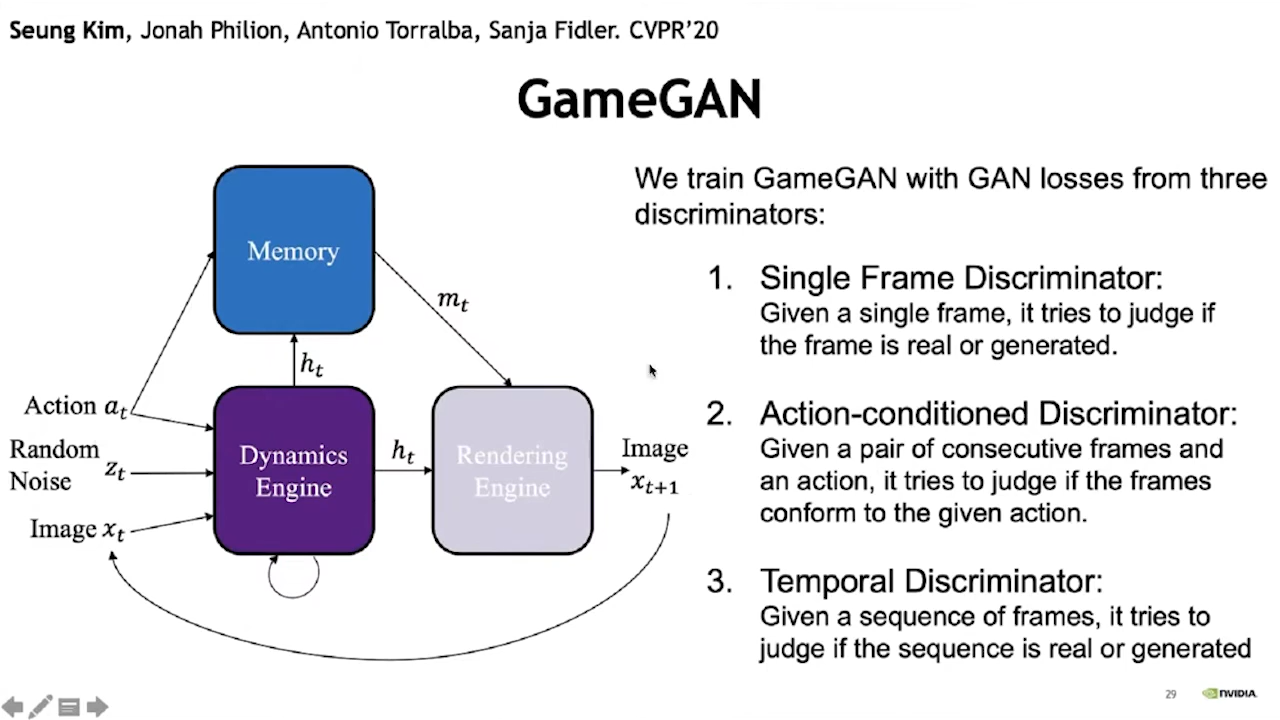 Seung Kim, Jonah Philion, Antonio Torralba, Sanja Fidler. CVPR'20
GameGAN
Memory
m_t
h_t
Action a_t
Random
Noise z_t
Image x_t
Dynamics
Engine
h_t
Rendering
Engine
Image
x_{t+1}
We train GameGAN with GAN losses from three
discriminators:
1. Single Frame Discriminator:
Given a single frame, it tries to judge if
the frame is real or generated.
2. Action-conditioned Discriminator:
Given a pair of consecutive frames and
an action, it tries to judge if the frames
conform to the given action.
3. Temporal Discriminator:
Given a sequence of frames, it tries to
judge if the sequence is real or generated
29
NVIDIA.